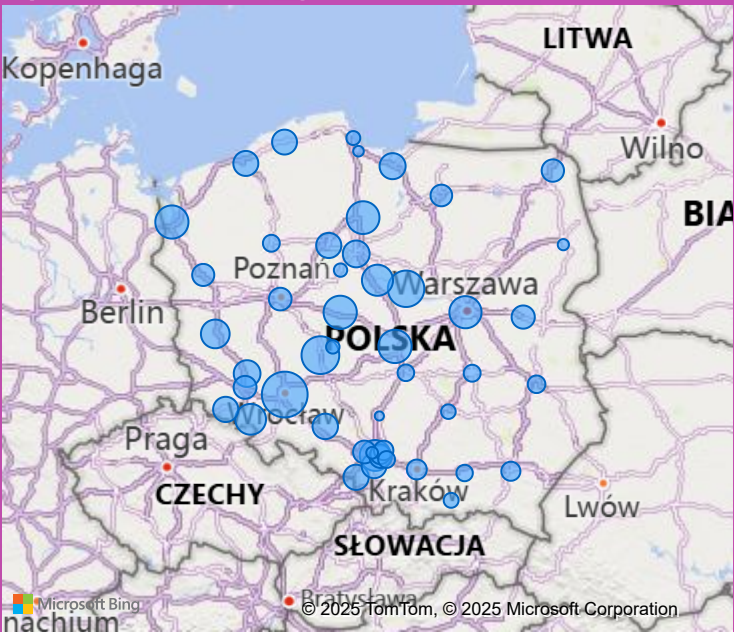 LITWA
Kopenhaga
Wilno
BIA
Poznań
Warszawa
Berlin
POLSKA
Wrocław
Praga
CZECHY
Kraków
Lwów
SŁOWACJA
Bratysława
Microsoft Bing
© 2025 TomTom, © 2025 Microsoft Corporation
nachium